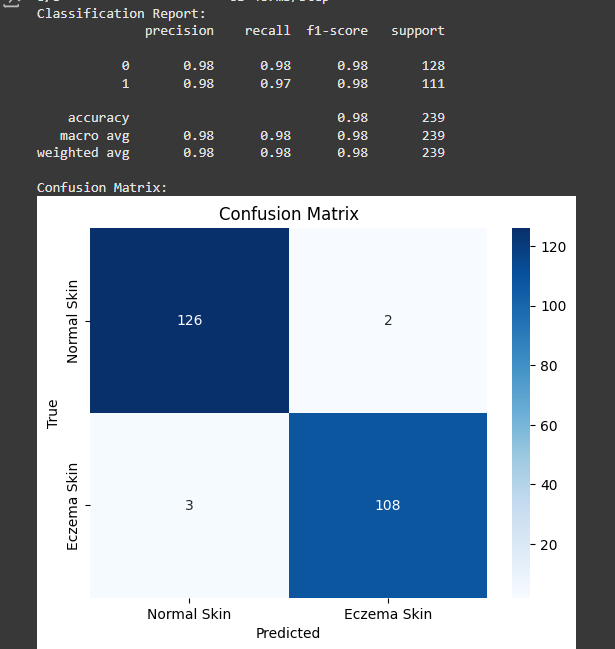 Classification Report:
precision recall f1-score support
0 0.98 0.98 0.98 128
1 0.98 0.97 0.98 111
accuracy 0.98 239
macro avg 0.98 0.98 0.98 239
weighted avg 0.98 0.98 0.98 239
Confusion Matrix:
Confusion Matrix
Normal Skin
126
2
120
100
80
True
60
Eczema Skin
3
108
40
20
Normal Skin
Eczema Skin
Predicted